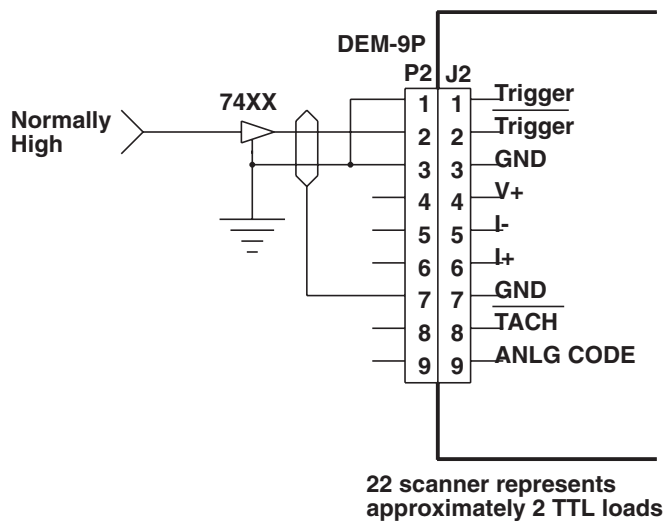 DEM-9P
P2 J2
74XX
Normally
High
1 1 Trigger
2 2 Trigger
3 3 GND
4 4 V+
5 5 I-
6 6 I+
7 7 GND
8 8 TACH
9 9 ANLG CODE
22 scanner represents
approximately 2 TTL loads